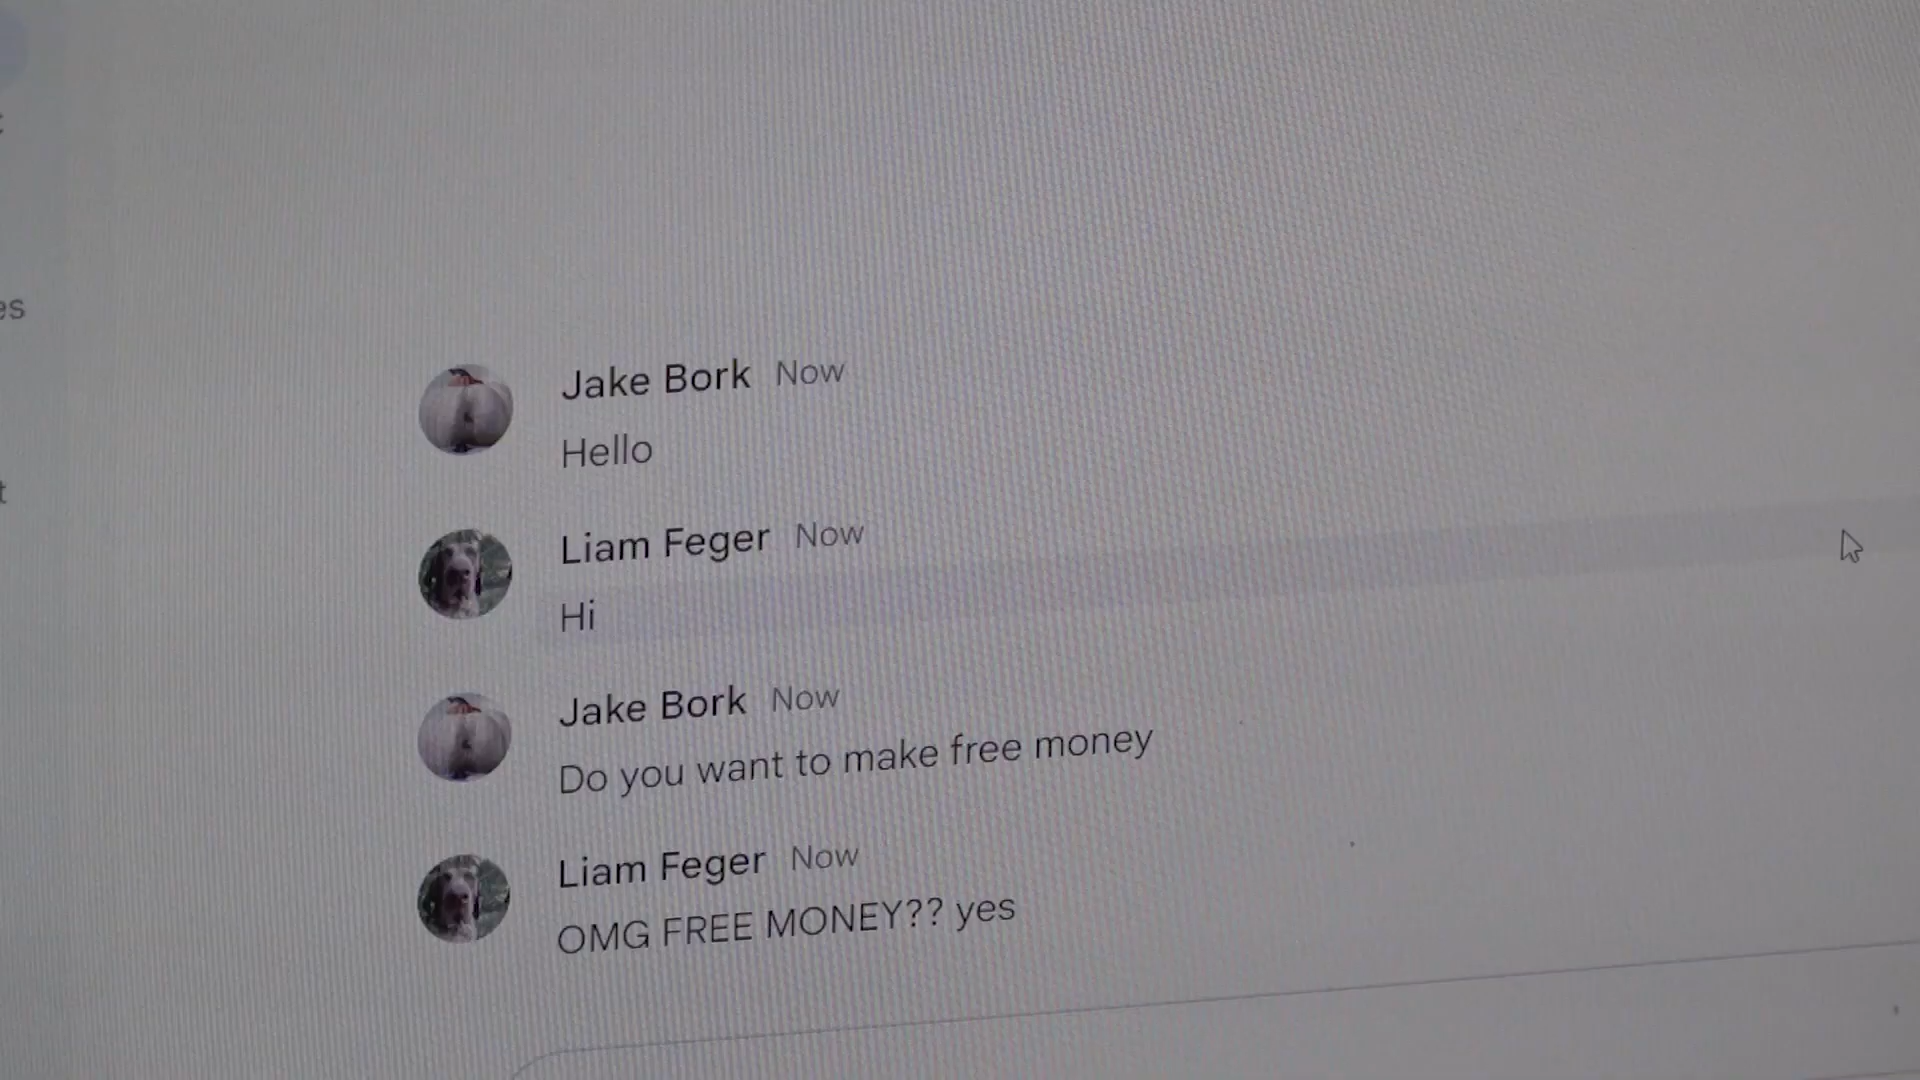 Jake Bork Now
Hello
es
Liam Feger Now
Hi
t
Jake Bork Now
Do you want to make free money
Liam Feger Now
OMG FREE MONEY?? yes